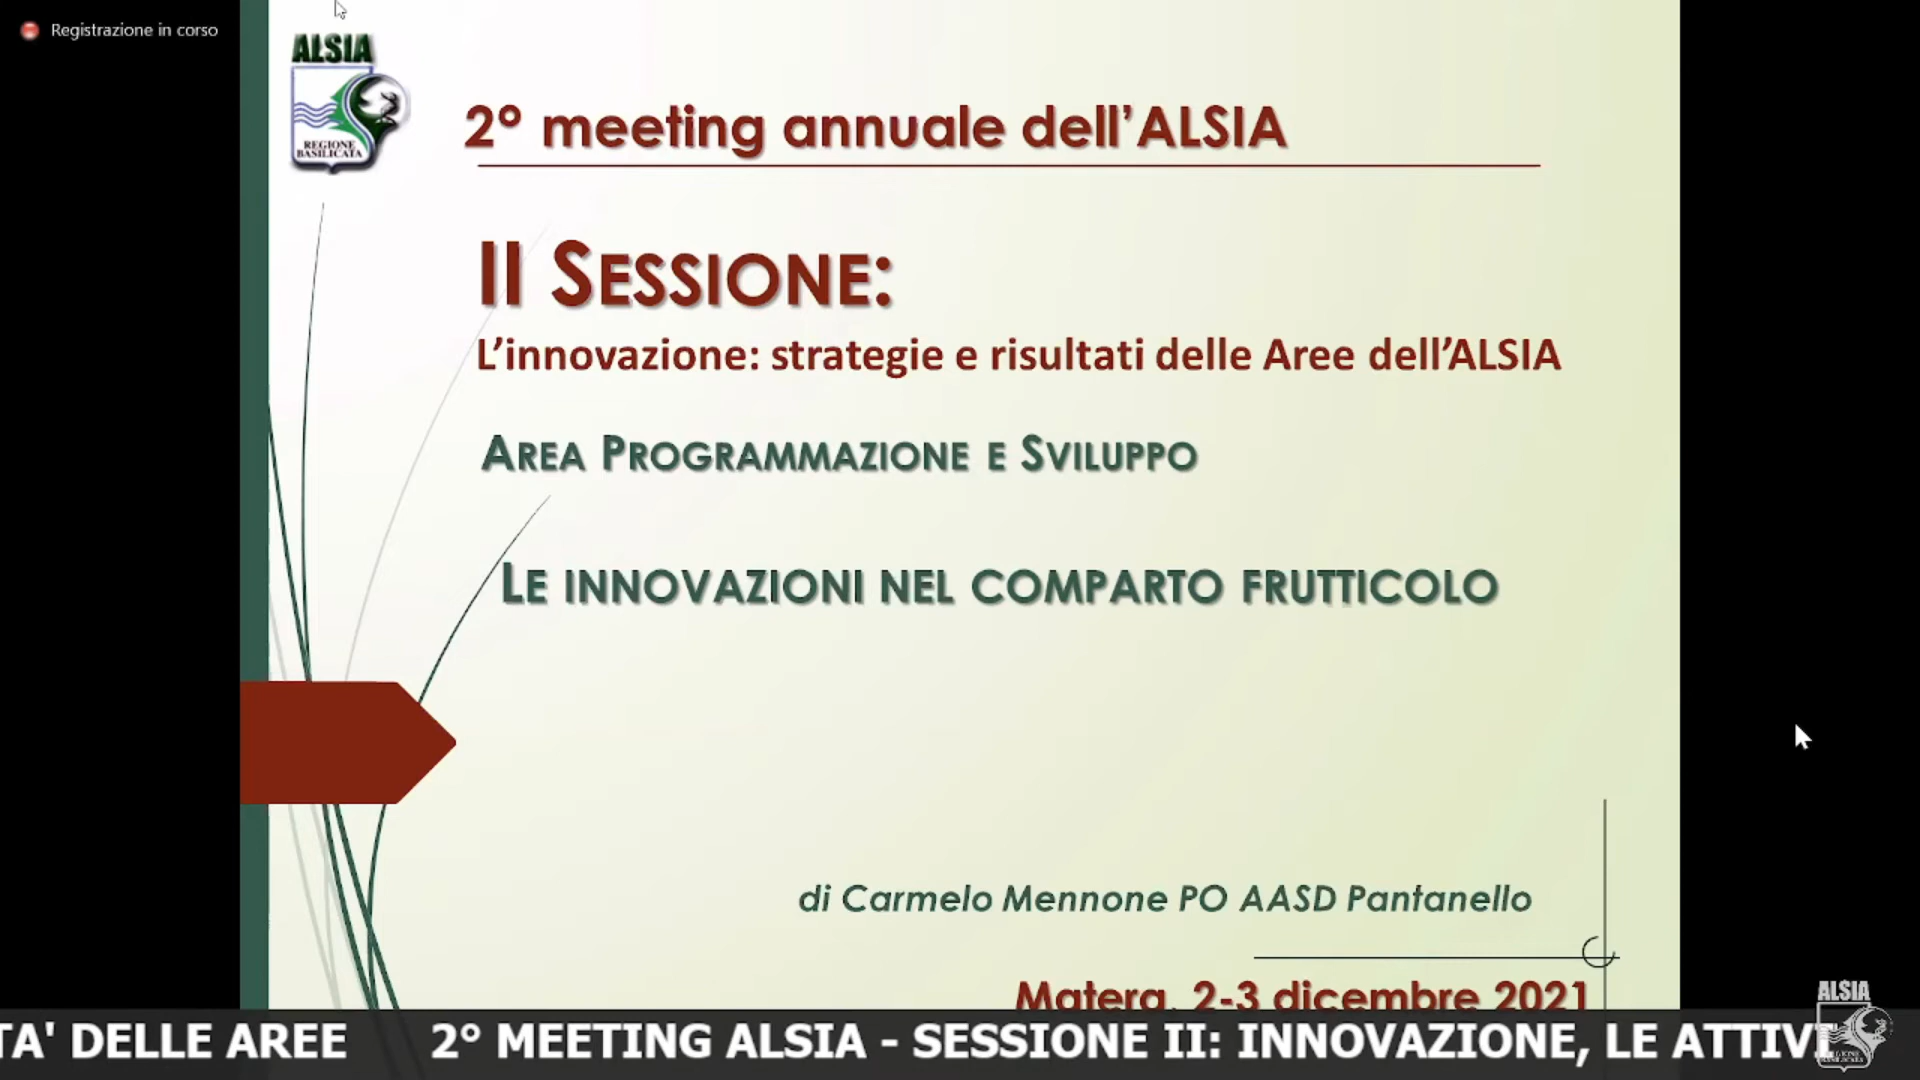 Registrazione in corso
ALSIA
REGIONE
BASILICATA
2° meeting annuale dell'ALSIA
II SESSIONE:
L'innovazione: strategie e risultati delle Aree dell'ALSIA
AREA PROGRAMMAZIONE E SVILUPPO
LE INNOVAZIONI NEL COMPARTO FRUTTICOLO
di Carmelo Mennone PO AASD Pantanello
Matera, 2-3 dicembre 2021
TA' DELLE AREE 2° MEETING ALSIA - SESSIONE II: INNOVAZIONE, LE ATTIVI
ALSIA
REGIONE
BASILICATA